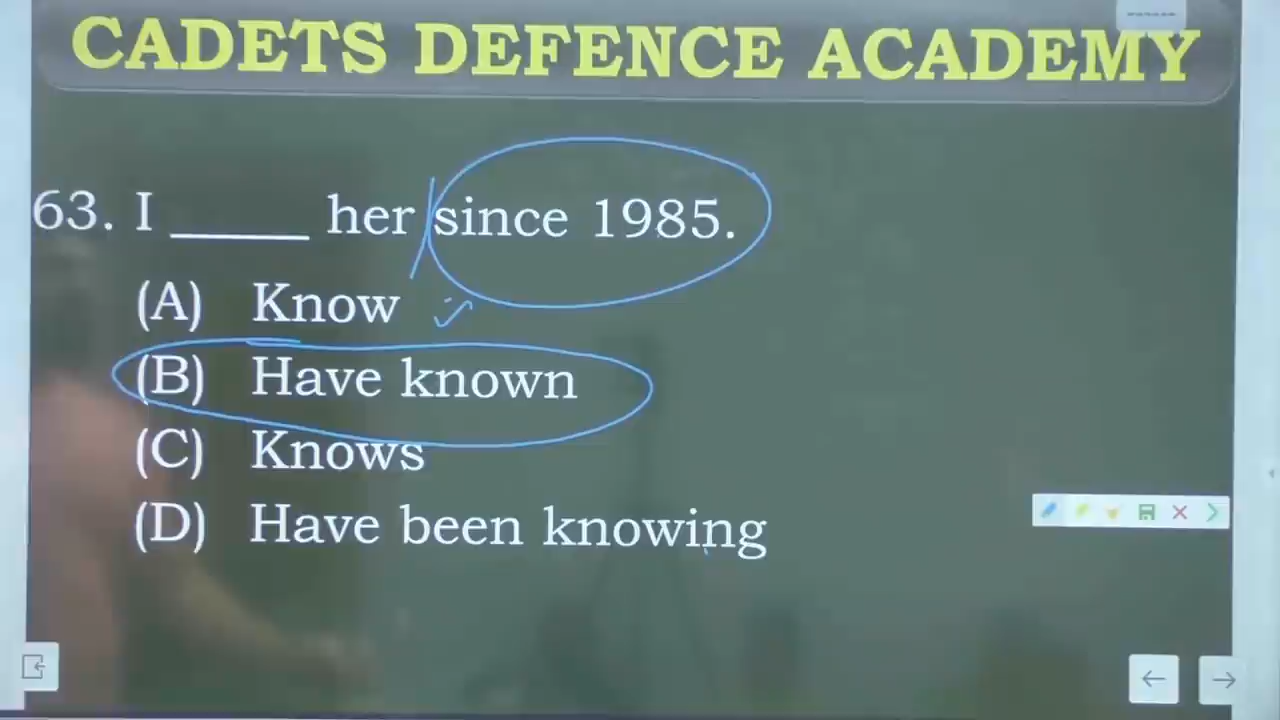 CADETS DEFENCE ACADEMY
63. I _____ her since 1985.
(A) Know
(B) Have known
(C) Knows
(D) Have been knowing